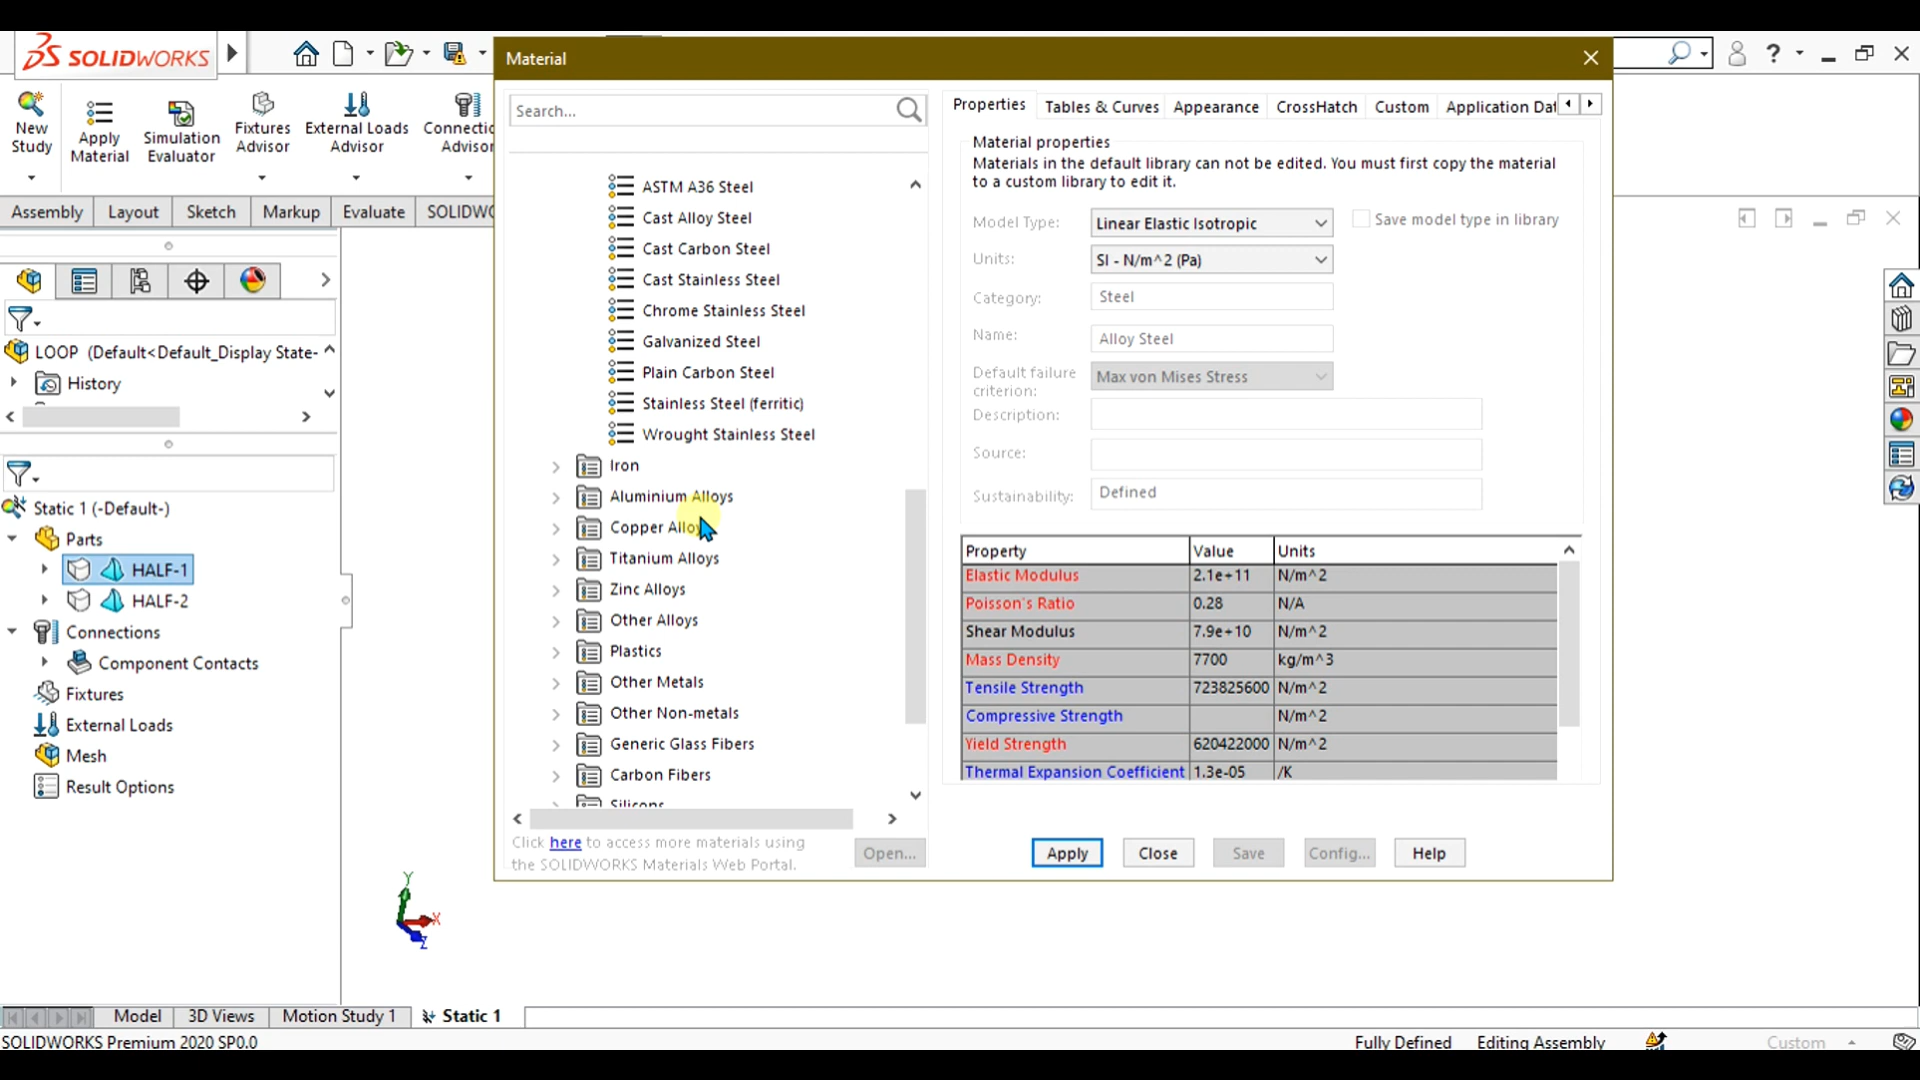 SOLIDWORKS
Material
?
New Study
Apply Material
Simulation Evaluator
Fixtures Advisor
External Loads Advisor
Connectio Advisor
Assembly
Layout
Sketch
Markup
Evaluate
SOLIDWO
LOOP (Default<Default_Display State-
History
Static 1 (-Default-)
Parts
HALF-1
HALF-2
Connections
Component Contacts
Fixtures
External Loads
Mesh
Result Options
Search...
ASTM A36 Steel
Cast Alloy Steel
Cast Carbon Steel
Cast Stainless Steel
Chrome Stainless Steel
Galvanized Steel
Plain Carbon Steel
Stainless Steel (ferritic)
Wrought Stainless Steel
Iron
Aluminium Alloys
Copper Alloy
Titanium Alloys
Zinc Alloys
Other Alloys
Plastics
Other Metals
Other Non-metals
Generic Glass Fibers
Carbon Fibers
Silicons
Click here to access more materials using
the SOLIDWORKS Materials Web Portal.
Open...
Properties
Tables & Curves
Appearance
CrossHatch
Custom
Application Dat
Material properties
Materials in the default library can not be edited. You must first copy the material
to a custom library to edit it.
Model Type: Linear Elastic Isotropic
Save model type in library
Units: SI - N/m^2 (Pa)
Category: Steel
Name: Alloy Steel
Default failure criterion: Max von Mises Stress
Description:
Source:
Sustainability: Defined
Property Value Units
Elastic Modulus 2.1e+11 N/m^2
Poisson's Ratio 0.28 N/A
Shear Modulus 7.9e+10 N/m^2
Mass Density 7700 kg/m^3
Tensile Strength 723825600 N/m^2
Compressive Strength N/m^2
Yield Strength 620422000 N/m^2
Thermal Expansion Coefficient 1.3e-05 /K
Apply
Close
Save
Config...
Help
Y
X
Z
Model
3D Views
Motion Study 1
Static 1
SOLIDWORKS Premium 2020 SP0.0
Fully Defined
Editing Assembly
Custom